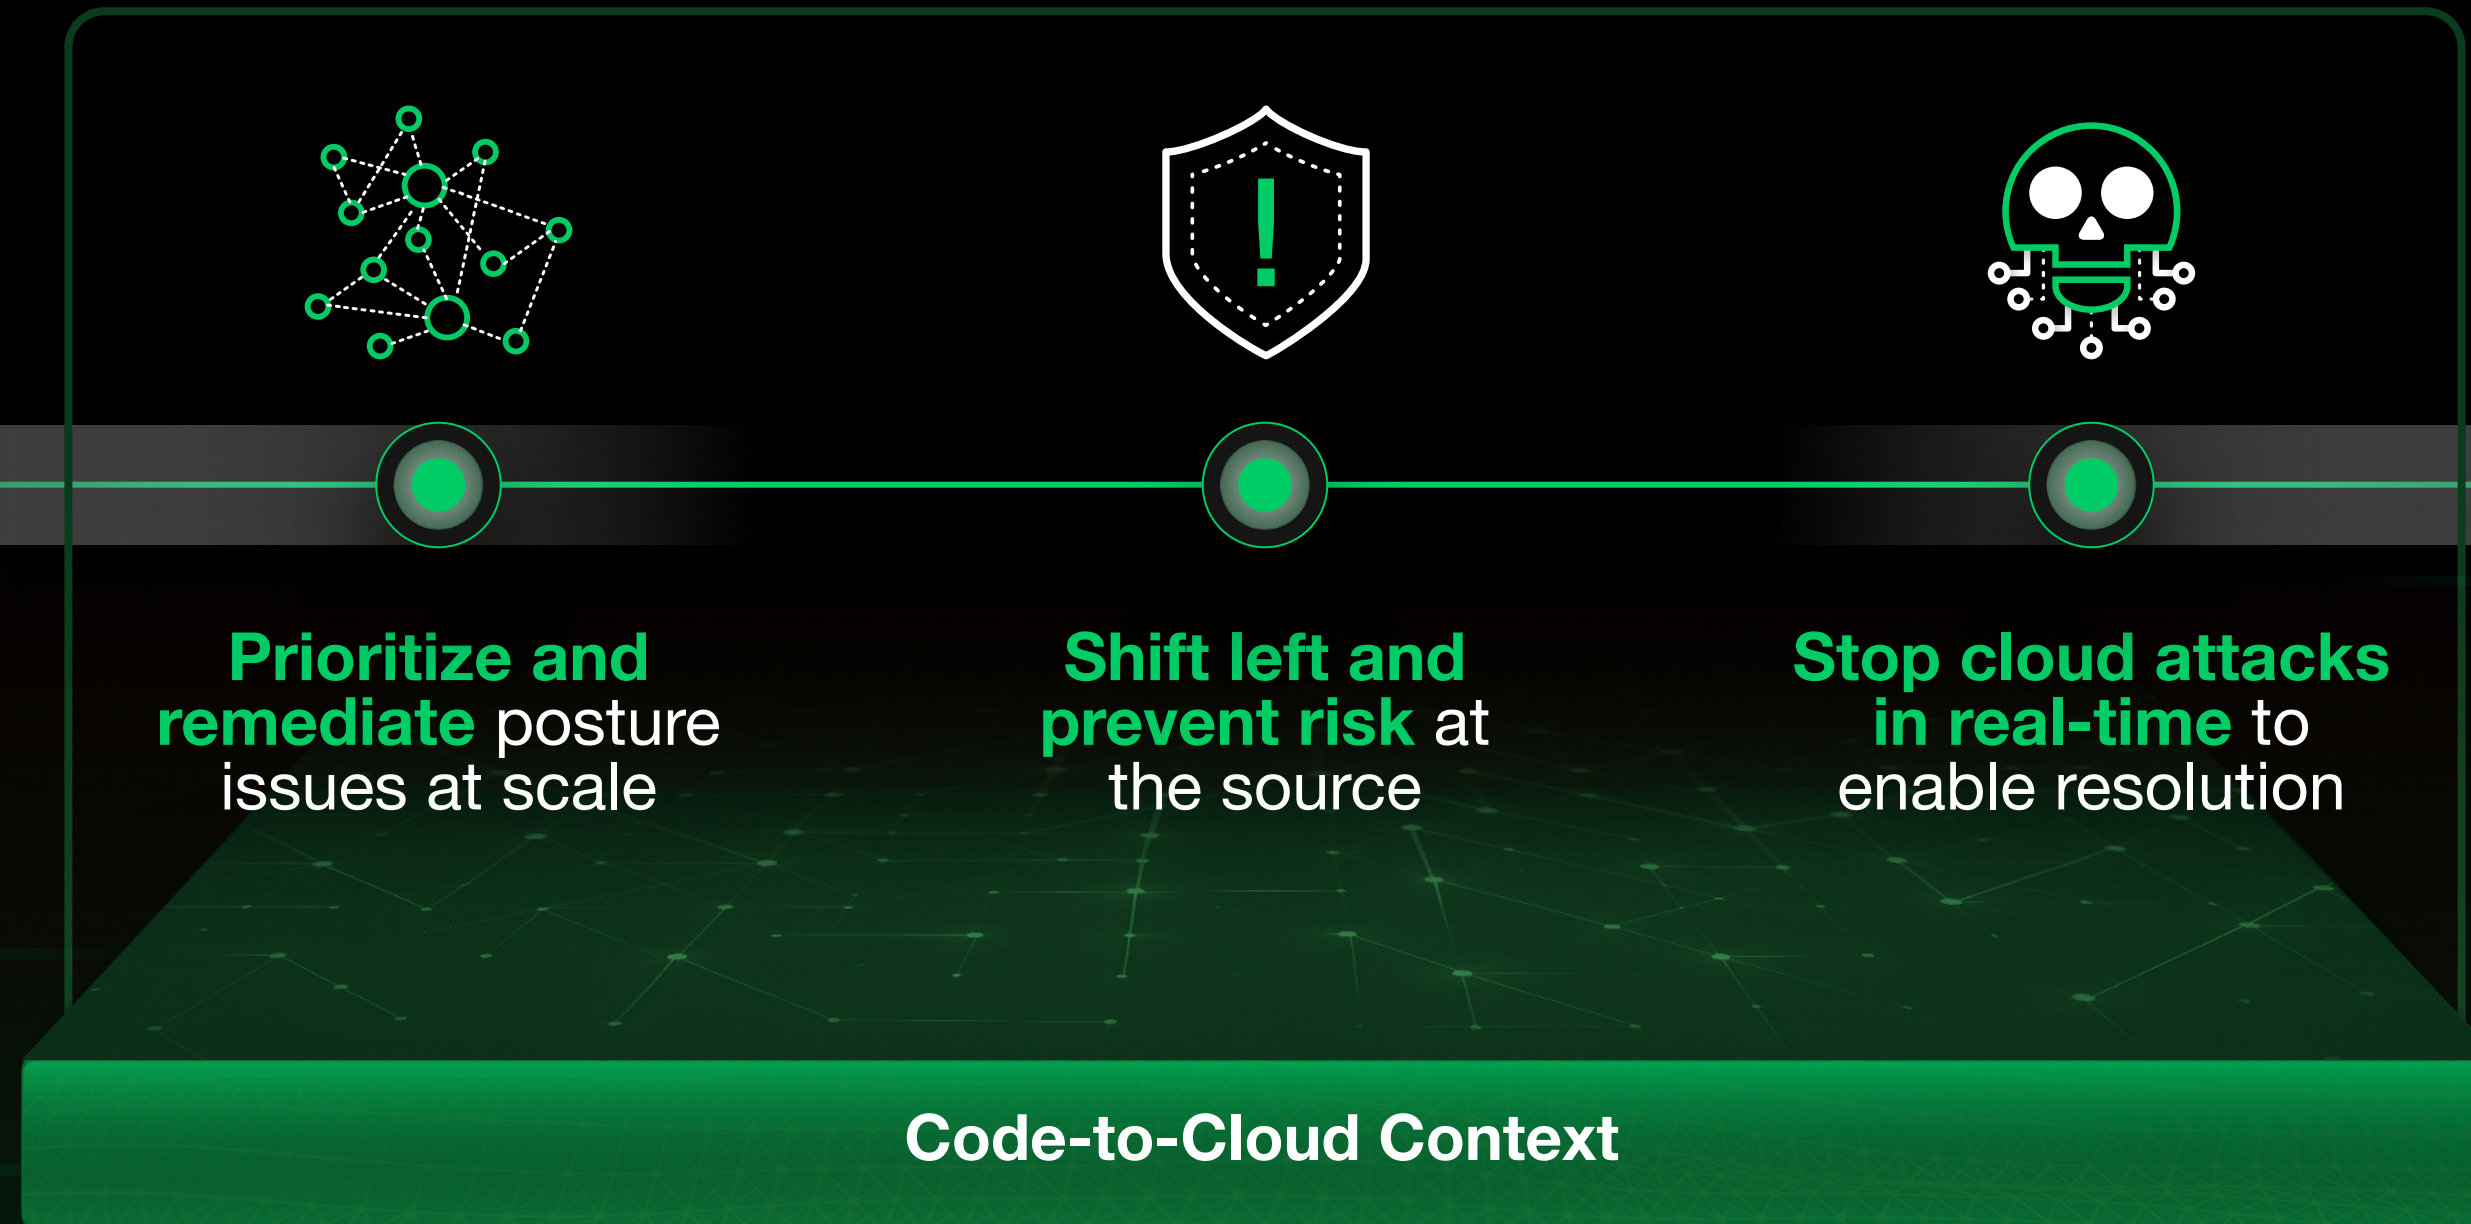 Prioritize and
remediate posture
issues at scale
Shift left and
prevent risk at
the source
Stop cloud attacks
in real-time to
enable resolution
Code-to-Cloud Context